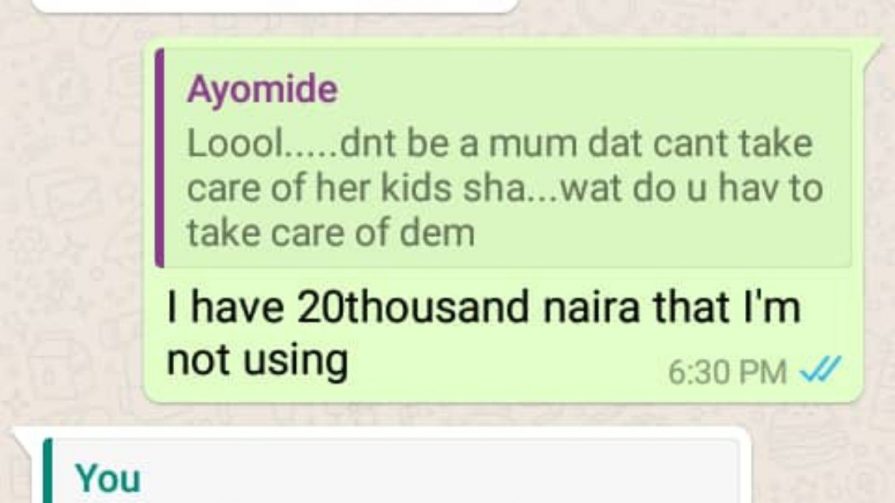 Ayomide
Loool.....dnt be a mum dat cant take
care of her kids sha...wat do u hav to
take care of dem
I have 20thousand naira that I'm
not using
6:30 PM
You